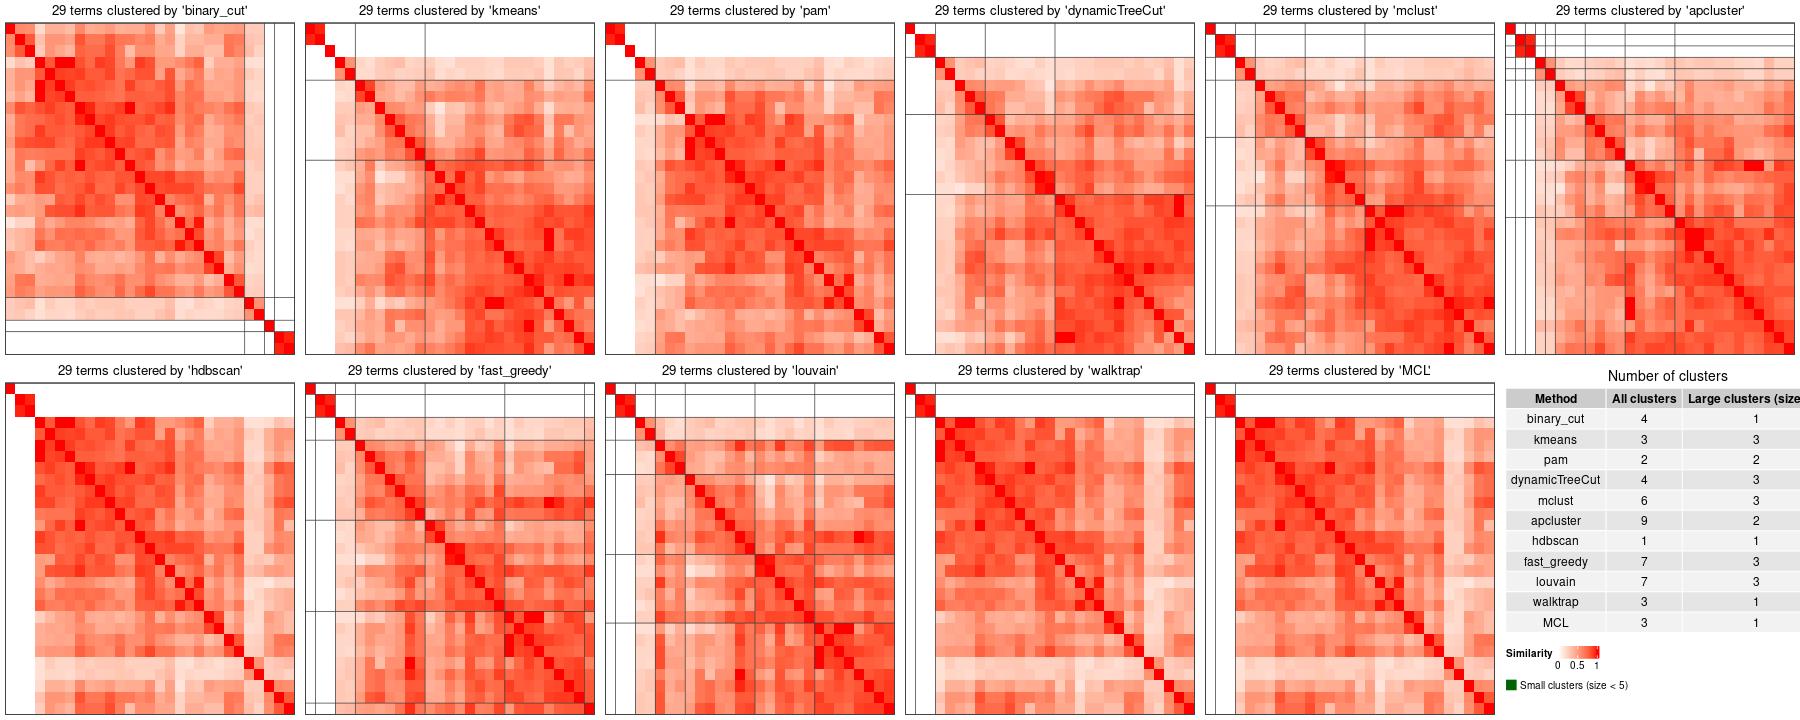 29 terms clustered by 'binary_cut'
29 terms clustered by 'kmeans'
29 terms clustered by 'pam'
29 terms clustered by 'dynamicTreeCut'
29 terms clustered by 'mclust'
29 terms clustered by 'apcluster'
29 terms clustered by 'hdbscan'
29 terms clustered by 'fast_greedy'
29 terms clustered by 'louvain'
29 terms clustered by 'walktrap'
29 terms clustered by 'MCL'
Number of clusters
Method All clusters Large clusters (size
binary_cut 4 1
kmeans 3 3
pam 2 2
dynamicTreeCut 4 3
mclust 6 3
apcluster 9 2
hdbscan 1 1
fast_greedy 7 3
louvain 7 3
walktrap 3 1
MCL 3 1
Similarity
0 0.5 1
Small clusters (size < 5)